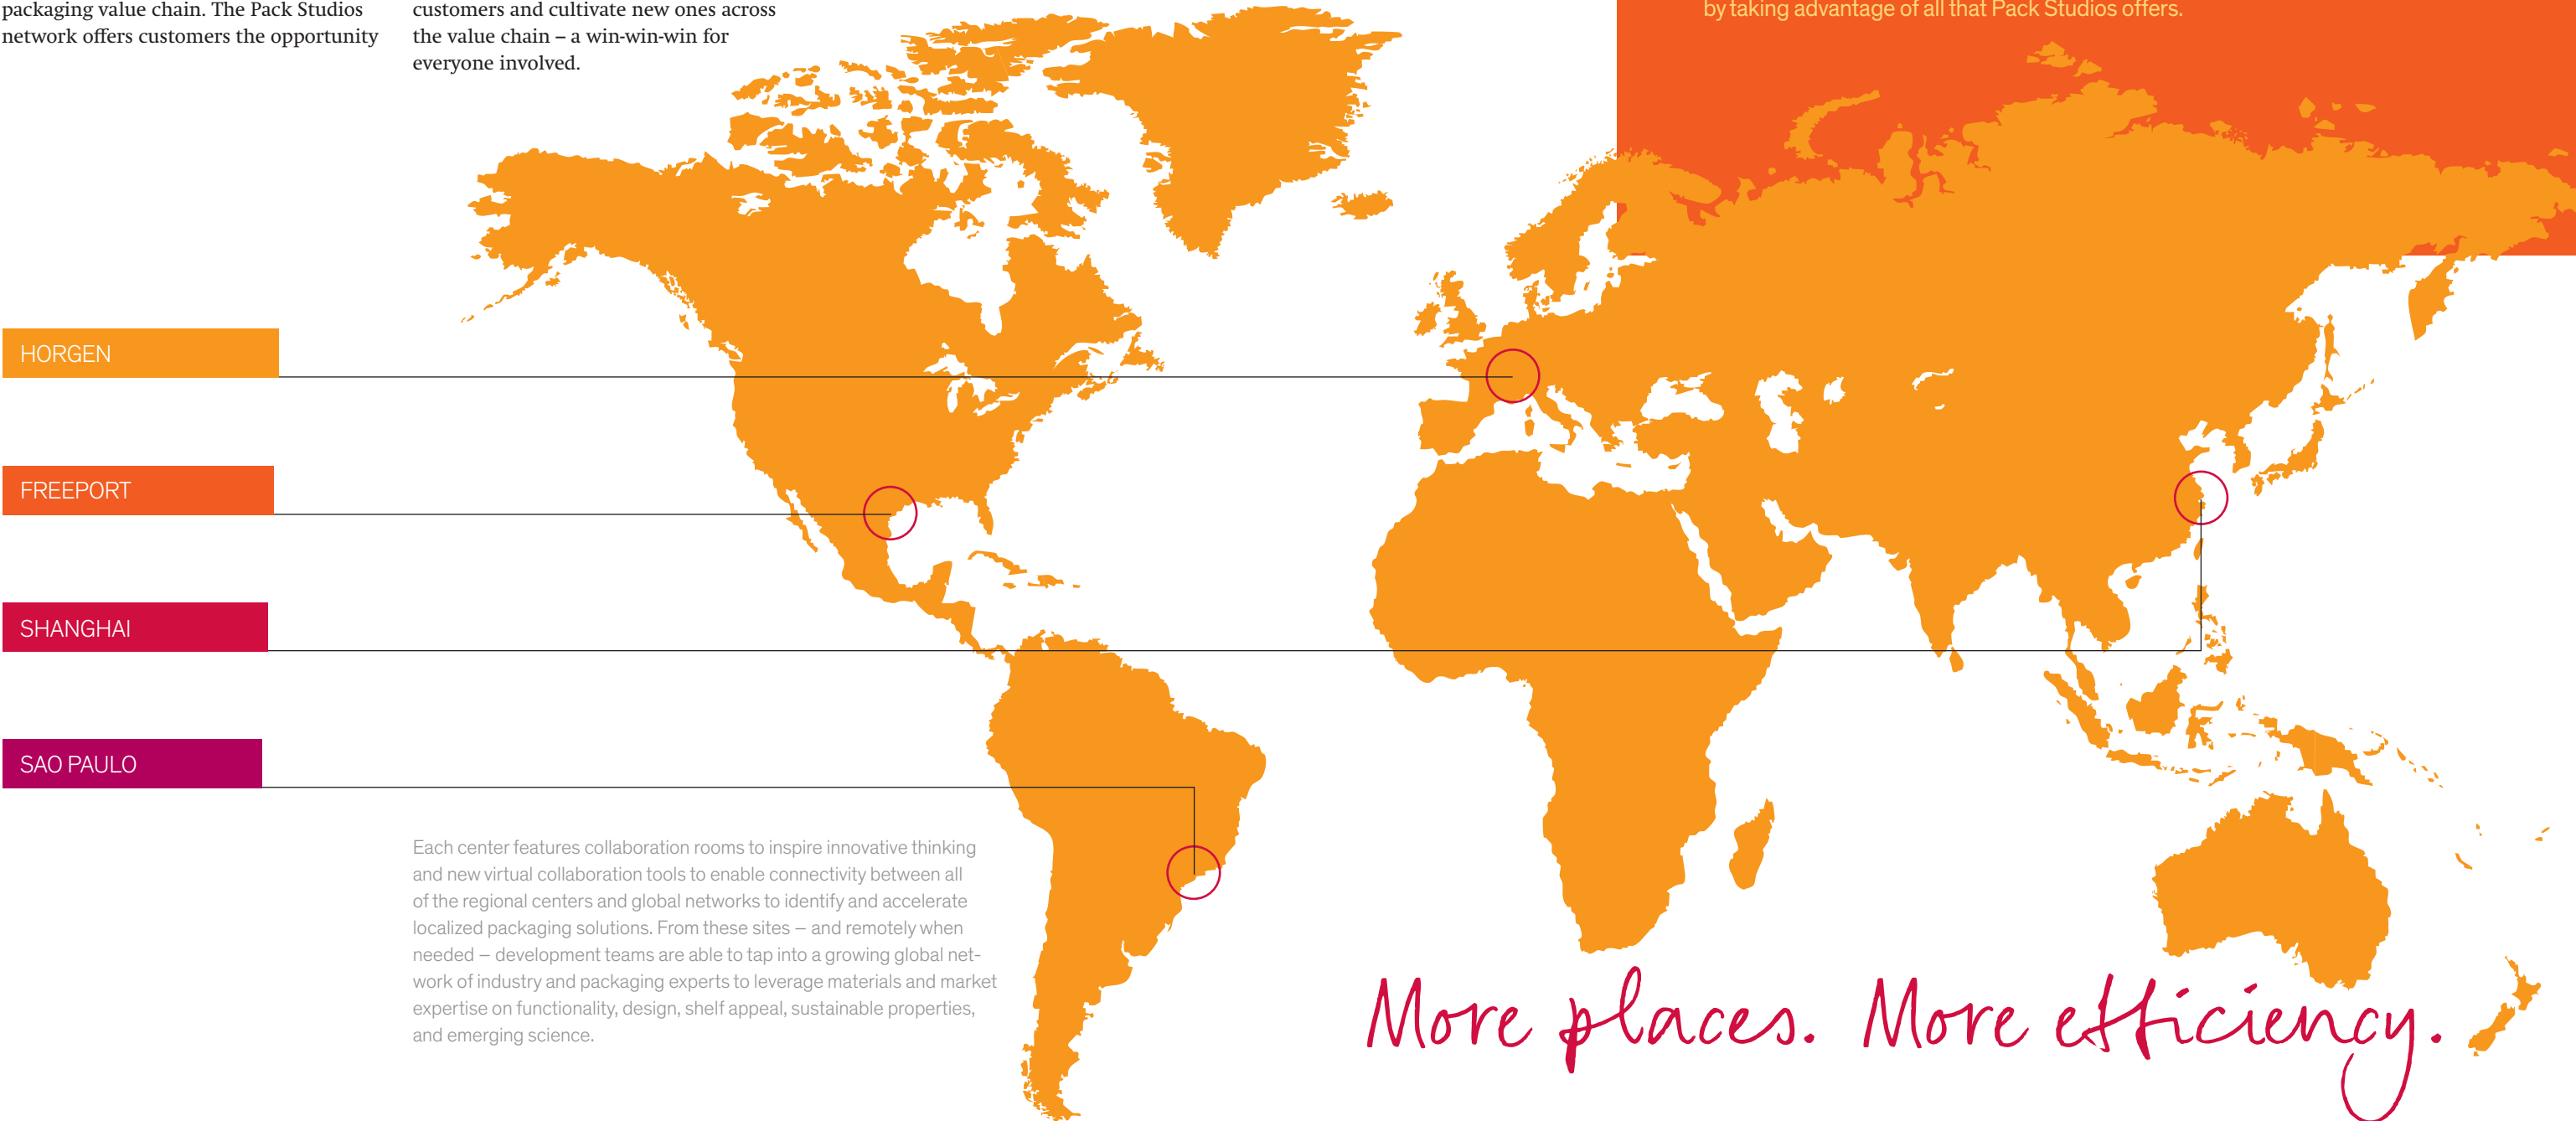 packaging value chain. The Pack Studios
network offers customers the opportunity
customers and cultivate new ones across
the value chain – a win-win-win for
everyone involved.
by taking advantage of all that Pack Studios offers.
HORGEN
FREEPORT
SHANGHAI
SAO PAULO
Each center features collaboration rooms to inspire innovative thinking
and new virtual collaboration tools to enable connectivity between all
of the regional centers and global networks to identify and accelerate
localized packaging solutions. From these sites – and remotely when
needed – development teams are able to tap into a growing global net-
work of industry and packaging experts to leverage materials and market
expertise on functionality, design, shelf appeal, sustainable properties,
and emerging science.
More places. More efficiency.